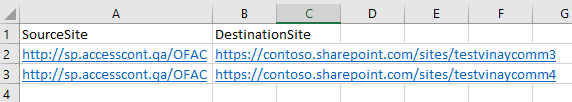 A B C D E F G
1 SourceSite DestinationSite
2 http://sp.accesscont.qa/OFAC https://contoso.sharepoint.com/sites/testvinaycomm3
3 http://sp.accesscont.qa/OFAC https://contoso.sharepoint.com/sites/testvinaycomm4
4